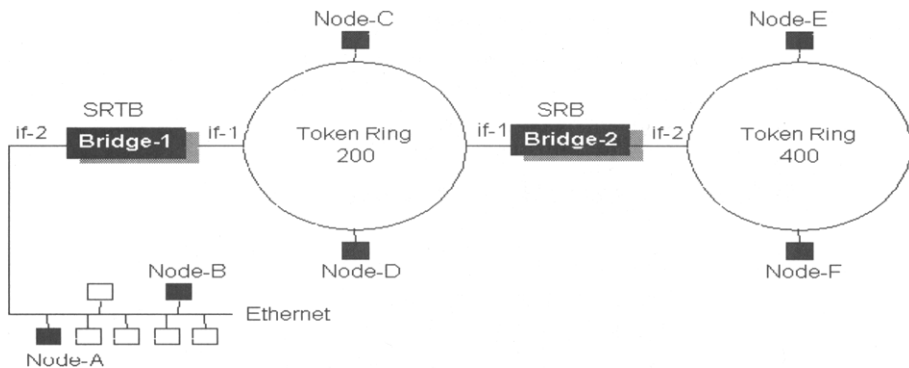 Node-C
Node-E
SRTB
SRB
if-2
Bridge-1
if-1
Token Ring
200
if-1
Bridge-2
if-2
Token Ring
400
Node-B
Node-D
Node-F
Ethernet
Node-A